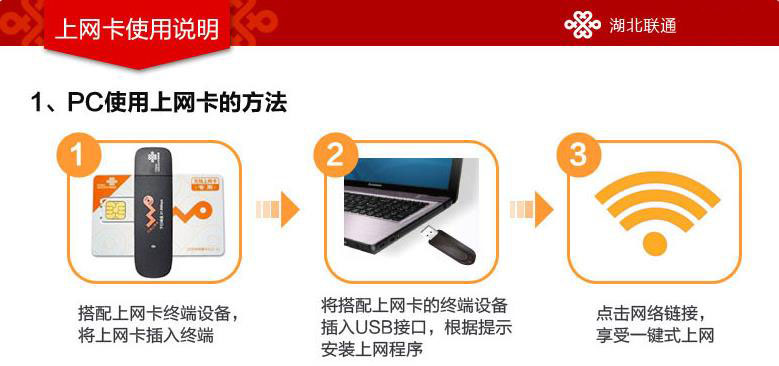 上网卡使用说明
湖北联通
1、PC使用上网卡的方法
1
2
3
搭配上网卡终端设备，
将上网卡插入终端
将搭配上网卡的终端设备
插入USB接口，根据提示
安装上网程序
点击网络链接，
享受一键式上网